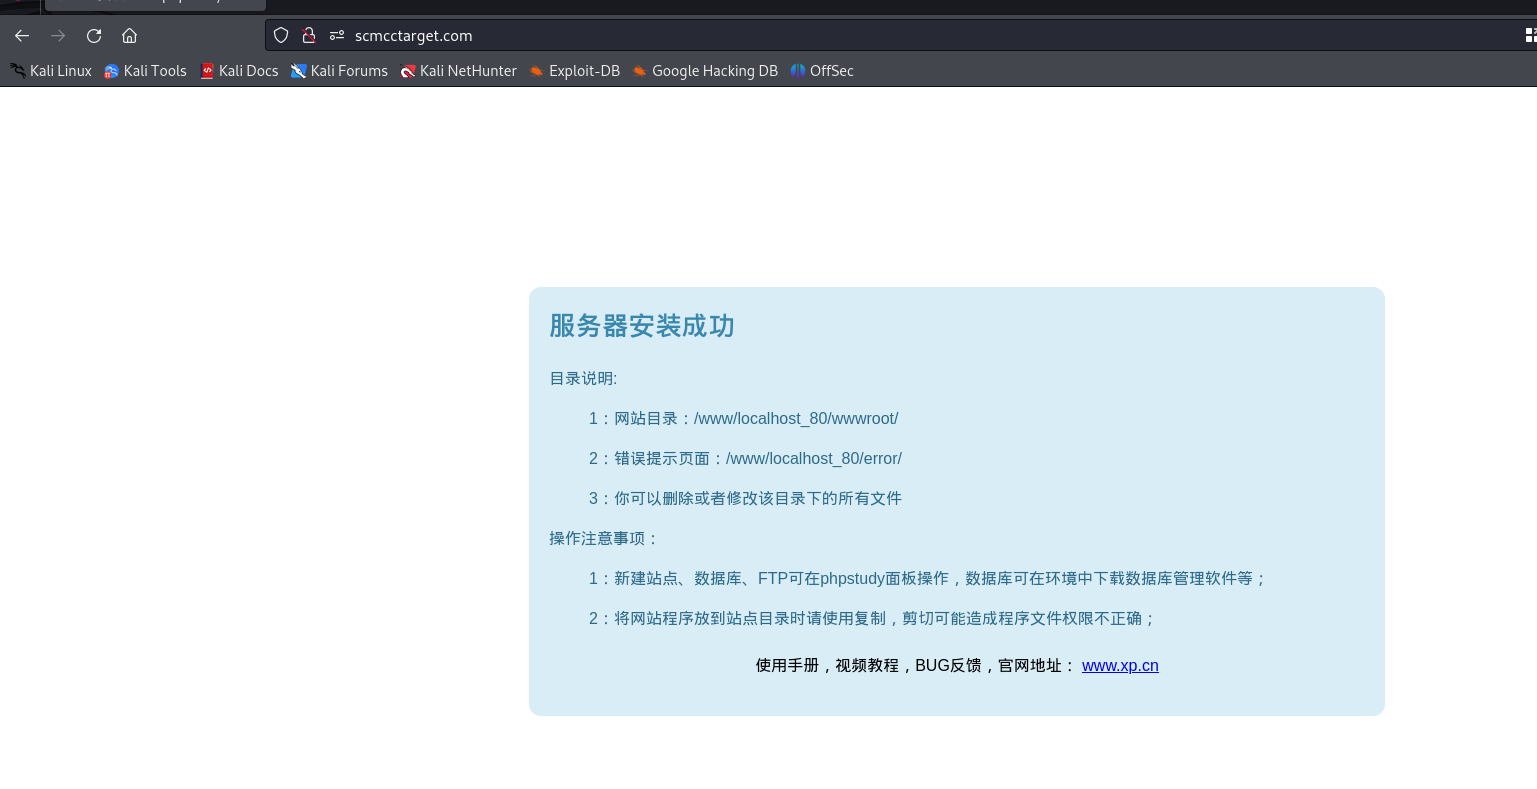 scmcctarget.com
Kali Linux Kali Tools Kali Docs Kali Forums Kali NetHunter Exploit-DB Google Hacking DB OffSec
服务器安装成功
目录说明:
1：网站目录：/www/localhost_80/wwwroot/
2：错误提示页面：/www/localhost_80/error/
3：你可以删除或者修改该目录下的所有文件
操作注意事项：
1：新建站点、数据库、FTP可在phpstudy面板操作，数据库可在环境中下载数据库管理软件等；
2：将网站程序放到站点目录时请使用复制，剪切可能造成程序文件权限不正确；
使用手册，视频教程，BUG反馈，官网地址： www.xp.cn